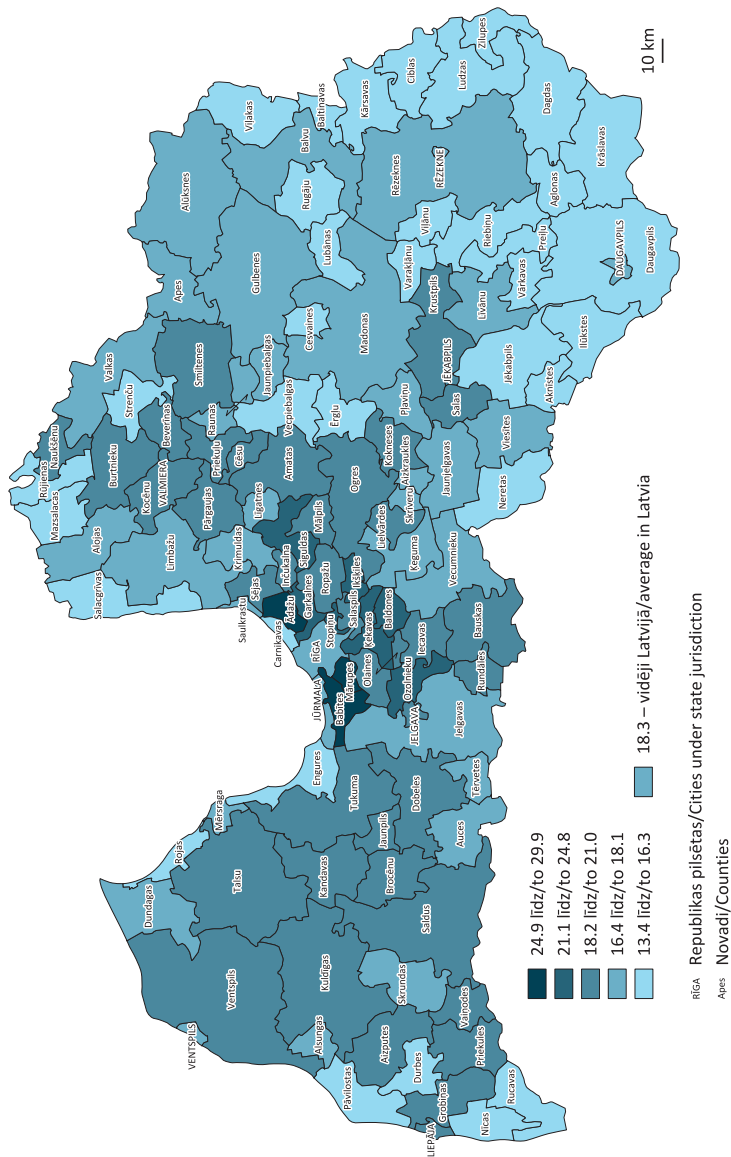 Rūjienas
Mazsalacas
Naukšēnu
Salacgrīvas
Alojas
Valkas
Burtnieku
Strenču
Kocēnu
VALMIERA
Beverīnas
Limbažu
Apes
Alūksnes
Pārgaujas
Smiltenes
Priekuļu
Raunas
Dundagas
Rojas
Saulkrastu
Krimuldas
Cēsu
VENTSPILS
Mērsraga
Sējas
Līgatnes
Viļakas
Ventspils
Talsu
Carnikavas
Ādažu
Inčukalna
Amatas
Jaunpiebalgas
Gulbenes
Vecpiebalgas
Siguldas
Garkalnes
Mālpils
Rugāju
Balvu
Baltinavas
Cesvaines
Lubānas
Alsungas
Kuldīgas
Kandavas
Engures
JŪRMALA
RĪGA
Stopiņu
Ropažu
Ērgļu
Pāvilostas
Tukuma
Babītes
Mārupes
Salaspils
Ikšķiles
Ogres
Madonas
Kārsavas
Aizputes
Jaunpils
Brocēnu
Olaines
Ķekavas
Baldones
Lielvārdes
Kokneses
Pļaviņu
Varakļānu
Rēzeknes
Skrundas
Dobeles
Ozolnieku
JELGAVA
Ķeguma
Skrīveru
Aizkraukles
Viļānu
RĒZEKNE
Ciblas
Durbes
Saldus
Iecavas
Krustpils
LIEPĀJA
Grobiņas
Vaiņodes
Auces
Tērvetes
Jelgavas
Vecumnieku
Jaunjelgavas
Salas
JĒKABPILS
Līvānu
Riebiņu
Ludzas
Priekules
Rundāles
Bauskas
Neretas
Viesītes
Jēkabpils
Vārkavas
Preiļu
Zilupes
Nīcas
Rucavas
Aknīstes
Aglonas
Dagdas
Ilūkstes
Krāslavas
DAUGAVPILS
Daugavpils
24.9 līdz/to 29.9
21.1 līdz/to 24.8
18.2 līdz/to 21.0
16.4 līdz/to 18.1
13.4 līdz/to 16.3
18.3 – vidēji Latvijā/average in Latvia
10 km
RĪGA Republikas pilsētas/Cities under state jurisdiction
Apes Novadi/Counties